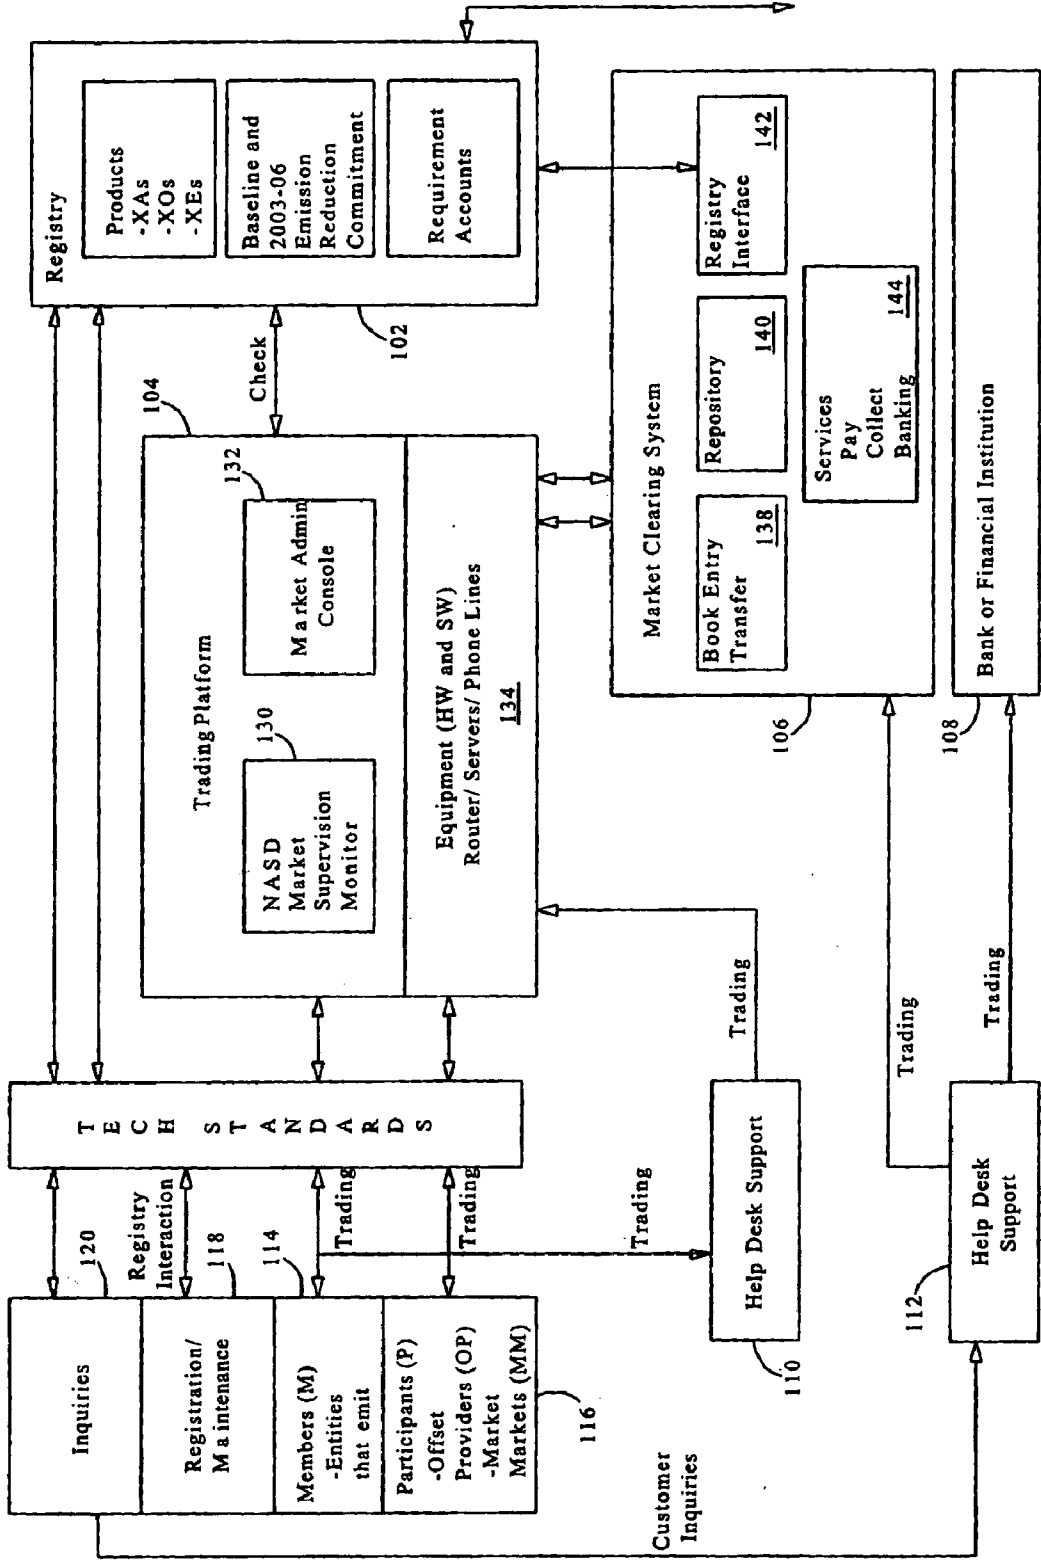 Inquiries
120
Registration/
Maintenance
118
Members (M)
-Entities
that emit
114
Participants (P)
-Offset
Providers (OP)
-Market
Markets (MM)
116
Registry
Interaction
Trading
Trading
T E C H S T A N D A R D S
Trading Platform
104
NASD
Market
Supervision
Monitor
130
Market Admin
Console
132
Equipment (HW and SW)
Router/ Servers/ Phone Lines
134
Check
Registry
102
Products
-XAs
-XOs
-XEs
Baseline and
2003-06
Emission
Reduction
Commitment
Requirement
Accounts
Trading
Help Desk Support
110
Trading
Market Clearing System
106
Book Entry
Transfer
138
Repository
140
Registry
Interface
142
Services
Pay
Collect
Banking
144
Customer
Inquiries
Help Desk
Support
112
Trading
Trading
Bank or Financial Institution
108